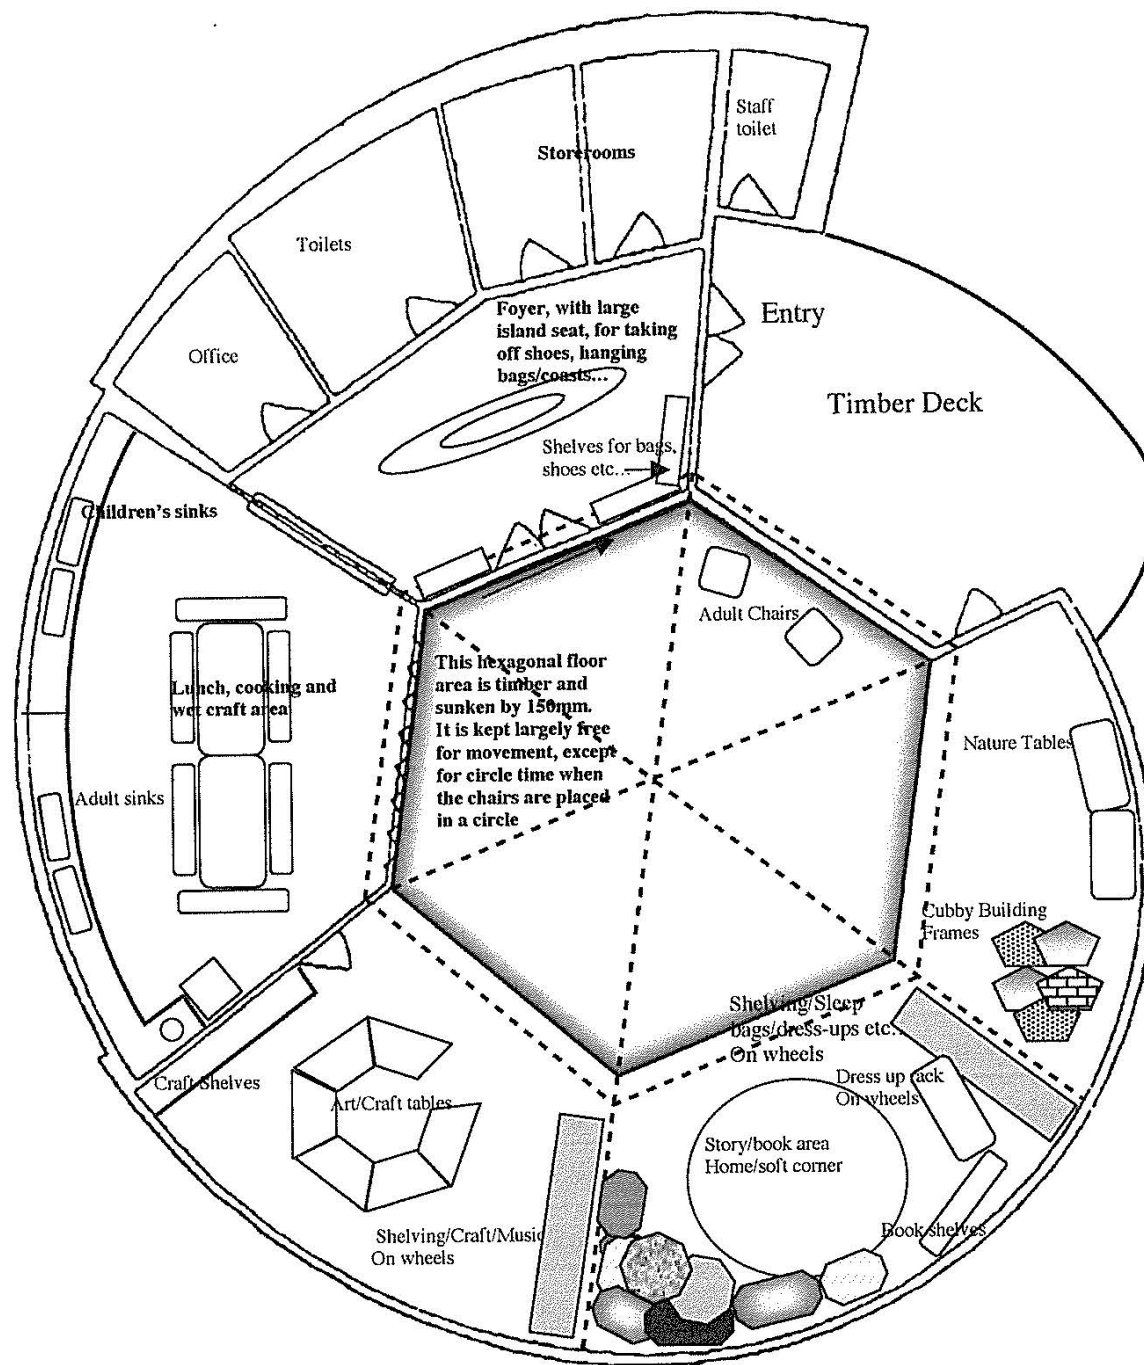 Staff
toilet
Storerooms
Toilets
Foyer, with large
island seat, for taking
off shoes, hanging
bags/coasts...
Entry
Office
Timber Deck
Shelves for bags,
shoes etc...
Children's sinks
Adult Chairs
This hexagonal floor
area is timber and
sunken by 150mm.
It is kept largely free
for movement, except
for circle time when
the chairs are placed
in a circle
Lunch, cooking and
wet craft area
Nature Tables
Adult sinks
Cubby Building
Frames
Shelving/Sleep
bags/dress-ups etc..
On wheels
Craft Shelves
Art/Craft tables
Dress up rack
On wheels
Story/book area
Home/soft corner
Shelving/Craft/Music
On wheels
Book shelves